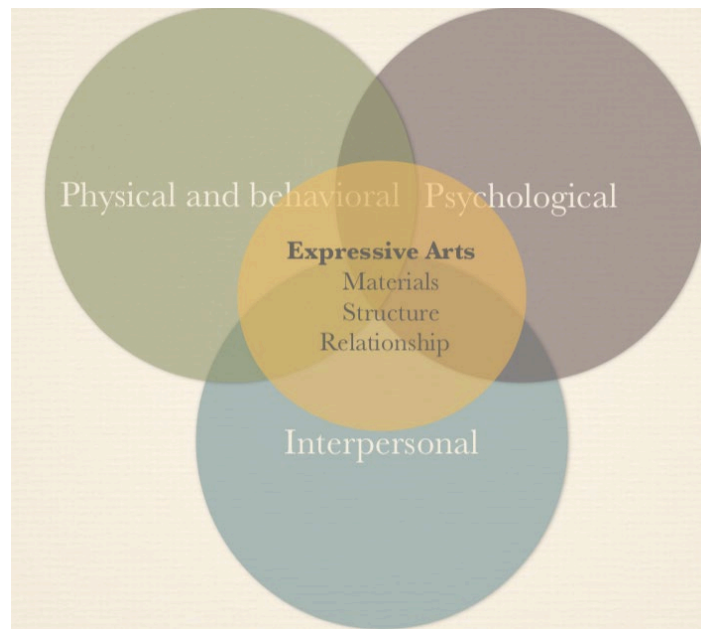 Physical and behavioral
Psychological
Expressive Arts
Materials
Structure
Relationship
Interpersonal